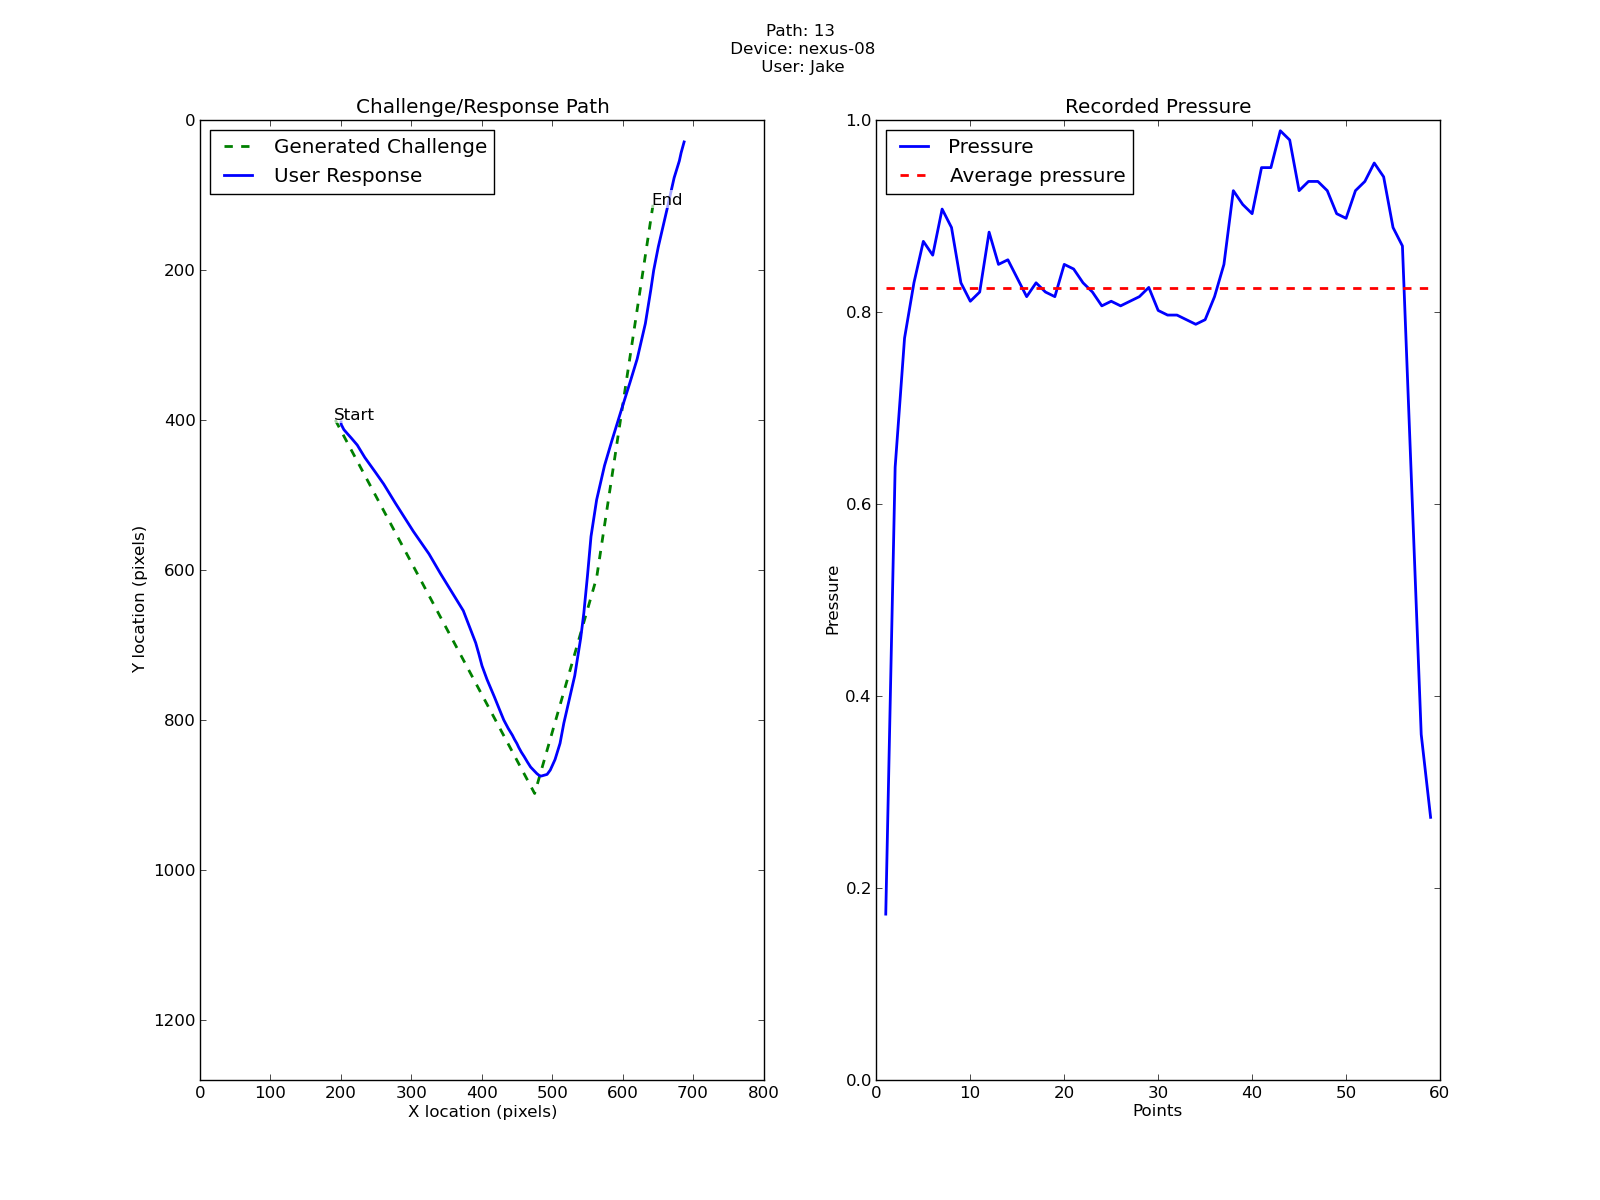 Path: 13
Device: nexus-08
User: Jake
Challenge/Response Path
Generated Challenge
User Response
Start
End
0
200
400
600
800
1000
1200
Y location (pixels)
0 100 200 300 400 500 600 700 800
X location (pixels)
Recorded Pressure
Pressure
Average pressure
1.0
0.8
0.6
0.4
0.2
0.0
Pressure
0 10 20 30 40 50 60
Points